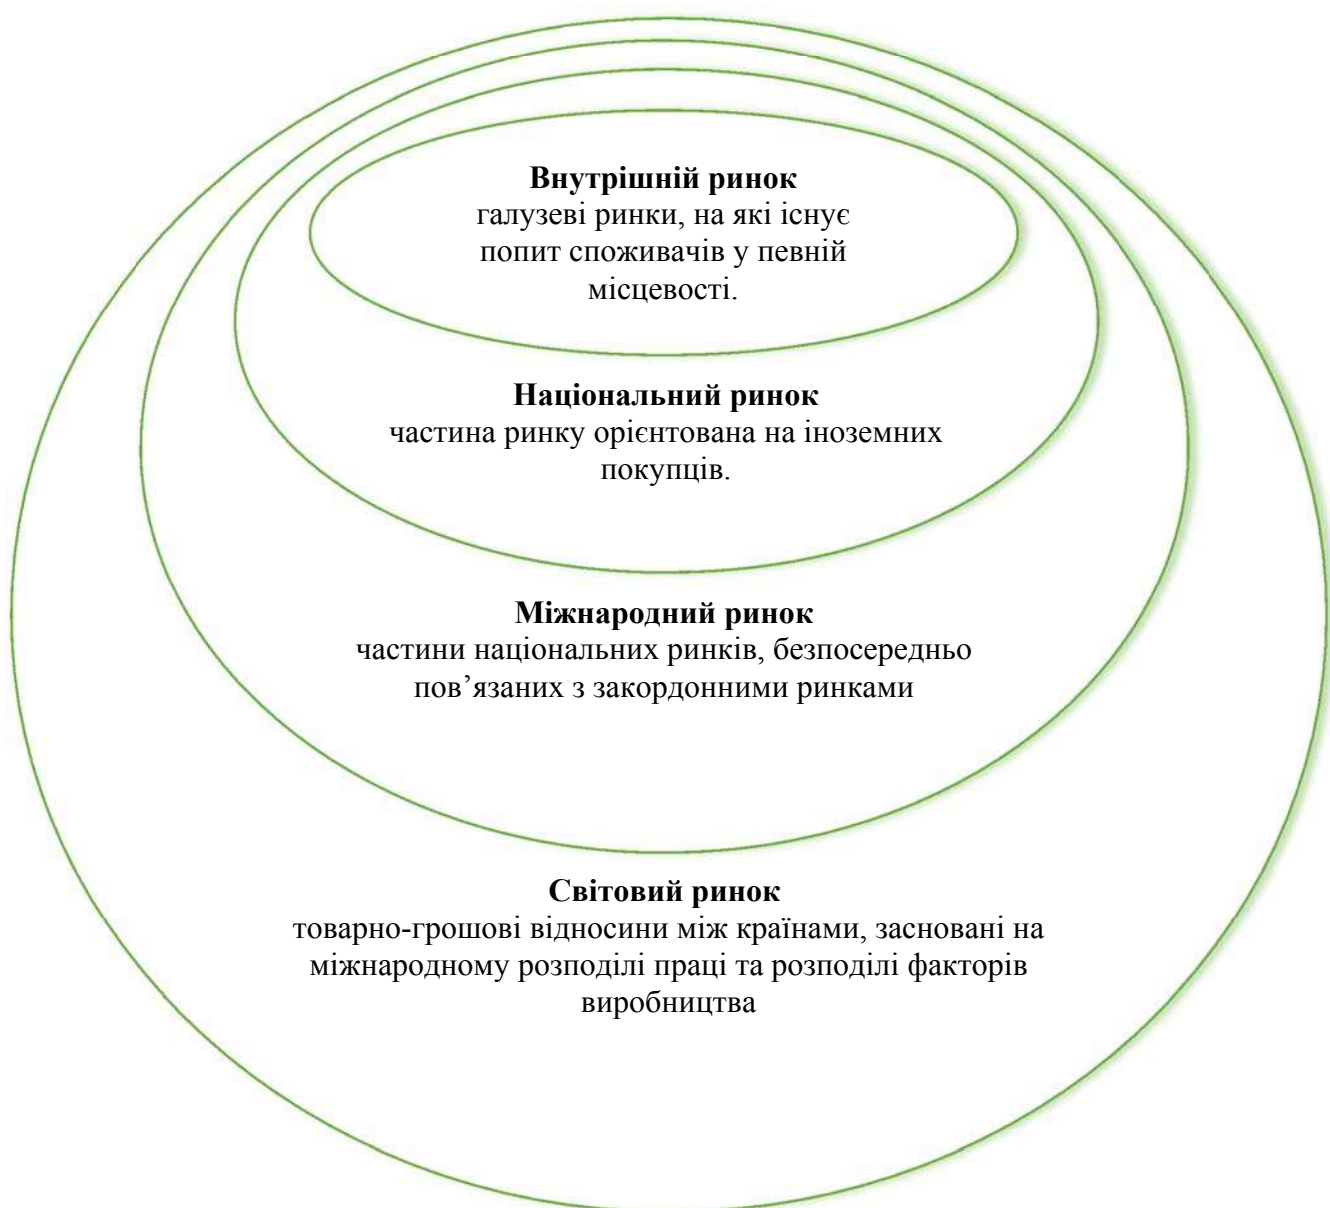 Внутрішній ринок
галузеві ринки, на які існує
попит споживачів у певній
місцевості.
Національний ринок
частина ринку орієнтована на іноземних
покупців.
Міжнародний ринок
частини національних ринків, безпосередньо
пов’язаних з закордонними ринками
Світовий ринок
товарно-грошові відносини між країнами, засновані на
міжнародному розподілі праці та розподілі факторів
виробництва